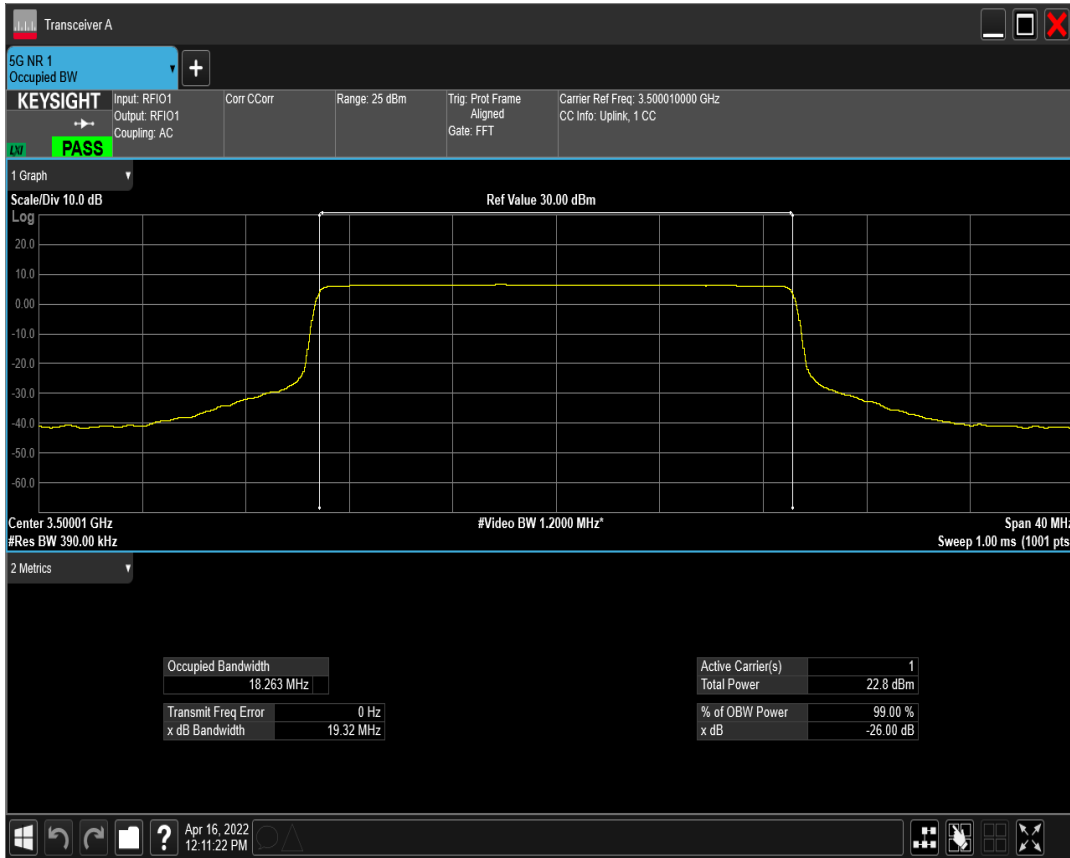 Transceiver A
5G NR 1
Occupied BW
+
KEYSIGHT
Input: RFIO1
Output: RFIO1
Coupling: AC
Corr CCorr
Range: 25 dBm
Trig: Prot Frame
Aligned
Gate: FFT
Carrier Ref Freq: 3.500010000 GHz
CC Info: Uplink, 1 CC
LXI
PASS
1 Graph
Scale/Div 10.0 dB
Ref Value 30.00 dBm
Log
20.0
10.0
0.00
-10.0
-20.0
-30.0
-40.0
-50.0
-60.0
Center 3.50001 GHz
#Video BW 1.2000 MHz*
Span 40 MHz
#Res BW 390.00 kHz
Sweep 1.00 ms (1001 pts
2 Metrics
Occupied Bandwidth
18.263 MHz
Transmit Freq Error 0 Hz
x dB Bandwidth 19.32 MHz
Active Carrier(s) 1
Total Power 22.8 dBm
% of OBW Power 99.00 %
x dB -26.00 dB
?
Apr 16, 2022
12:11:22 PM